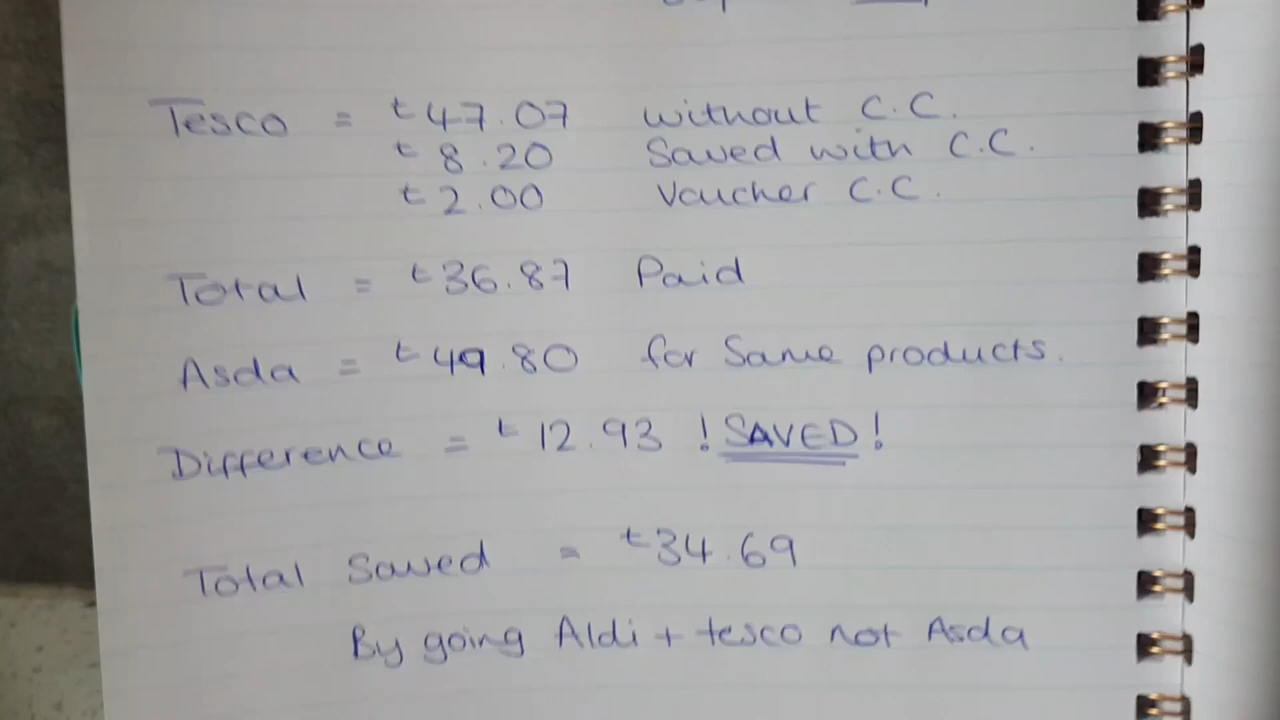 Tesco = £47.07 without C.C.
£8.20 Saved with C.C.
£2.00 Voucher C.C.
Total = £36.87 Paid
Asda = £49.80 for Same products.
Difference = £12.93 !SAVED!
Total Saved = £34.69
By going Aldi + tesco not Asda